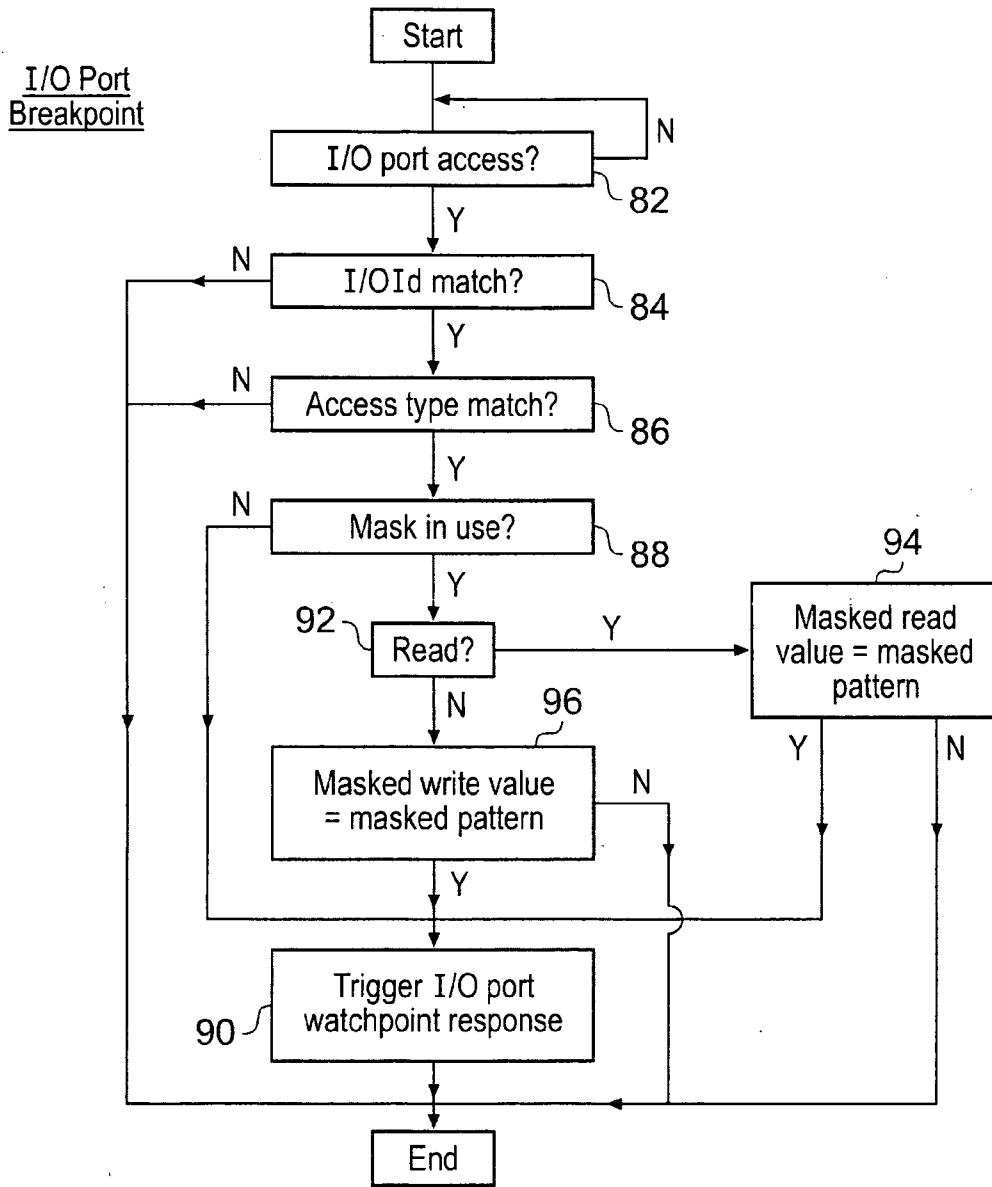 Start
I/O Port
Breakpoint
N
I/O port access?
82
Y
N
I/OId match?
84
Y
N
Access type match?
86
Y
N
Mask in use?
88
Y
94
92
Read?
Y
Masked read
value = masked
pattern
N
96
Y
N
Masked write value
= masked pattern
N
Y
Trigger I/O port
watchpoint response
90
End